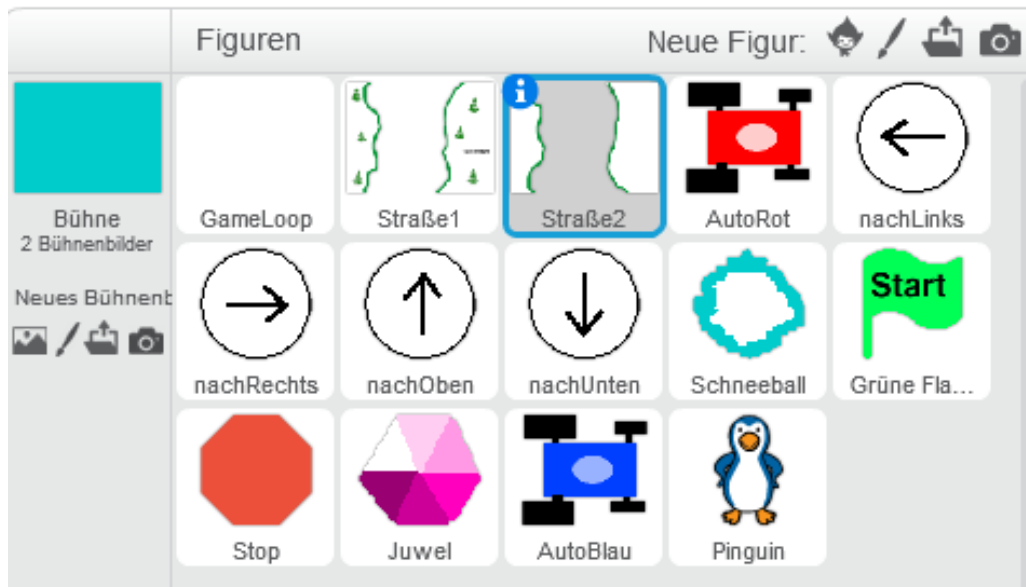 Figuren
Neue Figur:
Bühne
2 Bühnenbilder
Neues Bühnenb
GameLoop
Straße1
Straße2
AutoRot
nachLinks
nachRechts
nachOben
nachUnten
Schneeball
Start
Grüne Fla...
Stop
Juwel
AutoBlau
Pinguin